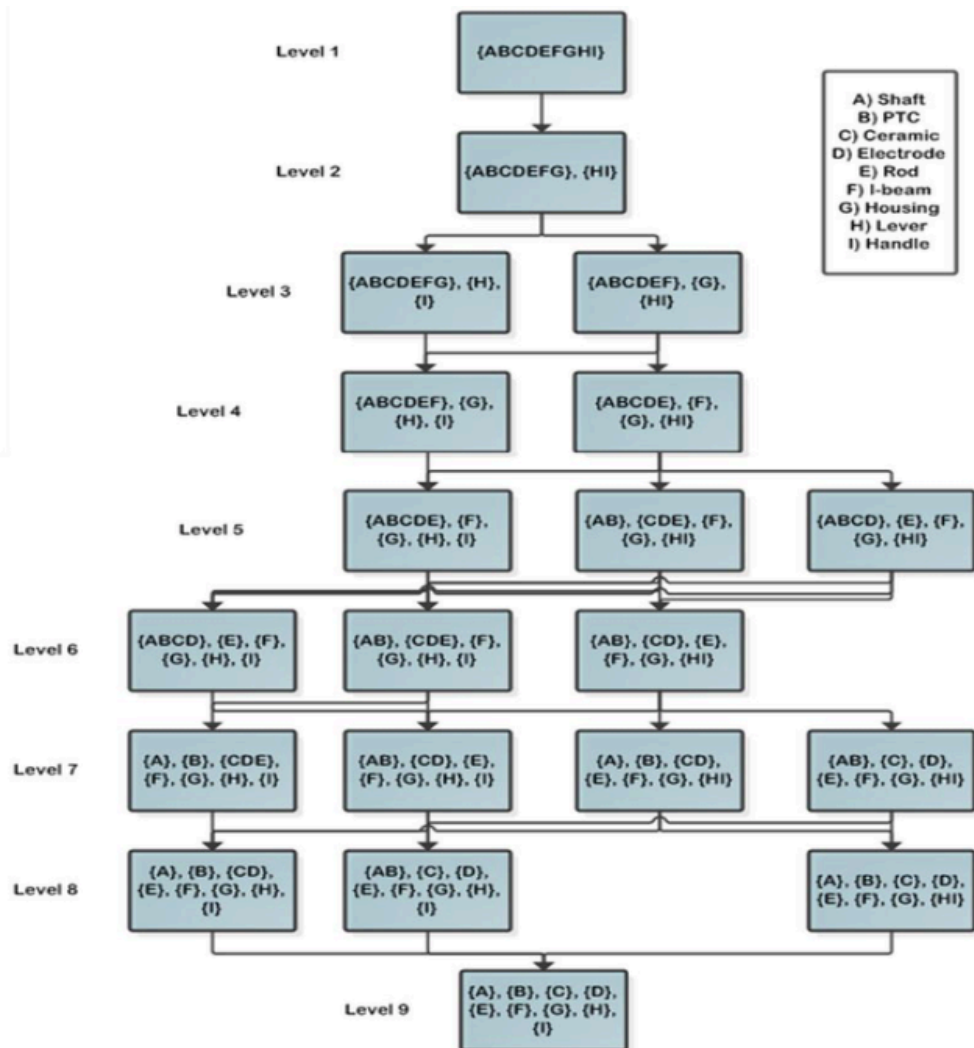 Level 1
{ABCDEFGHI}
A) Shaft
B) PTC
C) Ceramic
D) Electrode
E) Rod
F) I-beam
G) Housing
H) Lever
I) Handle
Level 2
{ABCDEFG}, {HI}
Level 3
{ABCDEFG}, {H},
{I}
{ABCDEF}, {G},
{HI}
Level 4
{ABCDEF}, {G},
{H}, {I}
{ABCDE}, {F},
{G}, {HI}
Level 5
{ABCDE}, {F},
{G}, {H}, {I}
{AB}, {CDE}, {F},
{G}, {HI}
{ABCD}, {E}, {F},
{G}, {HI}
Level 6
{ABCD}, {E}, {F},
{G}, {H}, {I}
{AB}, {CDE}, {F},
{G}, {H}, {I}
{AB}, {CD}, {E},
{F}, {G}, {HI}
Level 7
{A}, {B}, {CDE},
{F}, {G}, {H}, {I}
{AB}, {CD}, {E},
{F}, {G}, {H}, {I}
{A}, {B}, {CD},
{E}, {F}, {G}, {HI}
{AB}, {C}, {D},
{E}, {F}, {G}, {HI}
Level 8
{A}, {B}, {CD},
{E}, {F}, {G}, {H},
{I}
{AB}, {C}, {D},
{E}, {F}, {G}, {H},
{I}
{A}, {B}, {C}, {D},
{E}, {F}, {G}, {HI}
Level 9
{A}, {B}, {C}, {D},
{E}, {F}, {G}, {H},
{I}